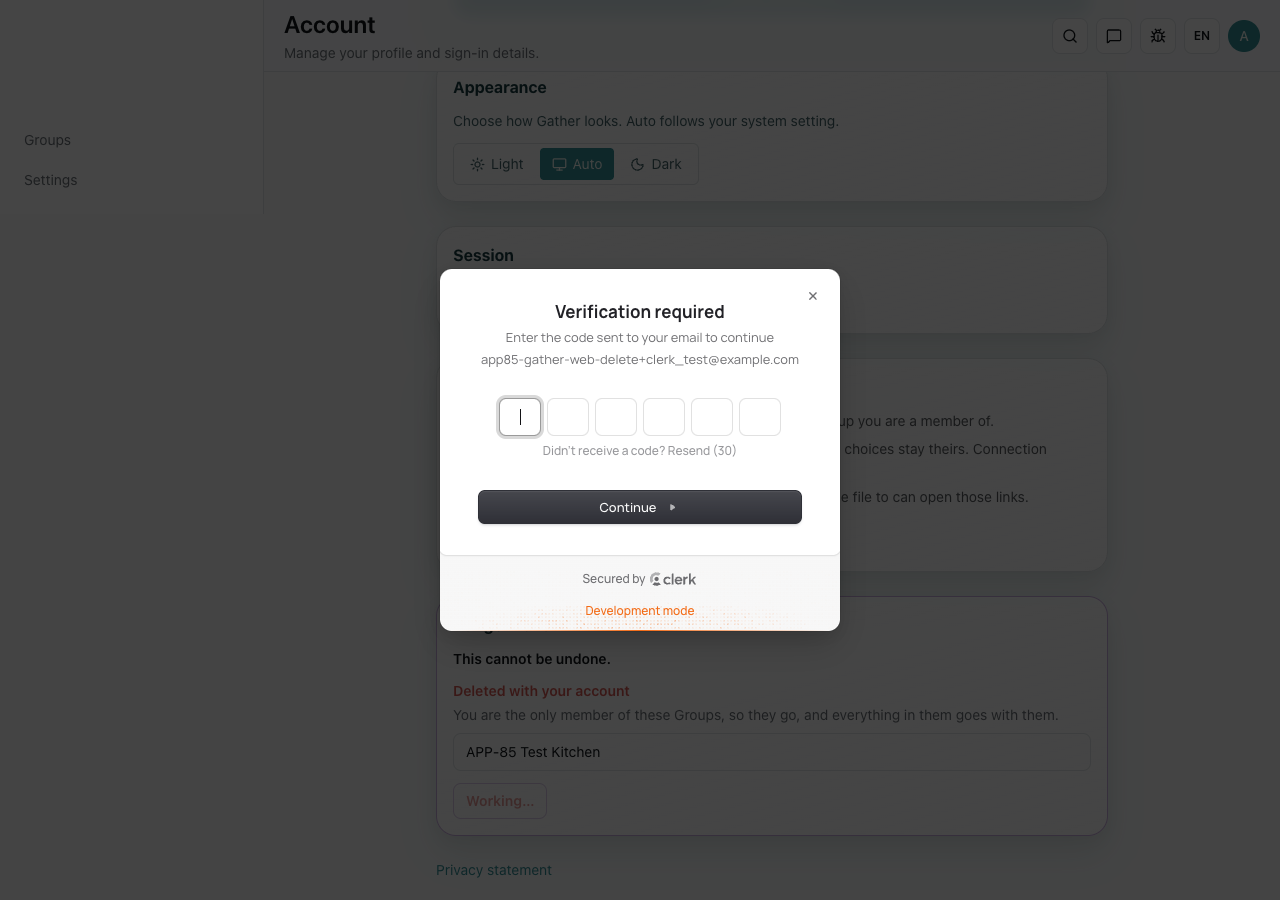 Account
Manage your profile and sign-in details.
EN
A
Groups
Settings
Appearance
Choose how Gather looks. Auto follows your system setting.
Light
Auto
Dark
Session
Verification required
Enter the code sent to your email to continue
app85-gather-web-delete+clerk_test@example.com
Didn't receive a code? Resend (30)
Continue
Secured by clerk
Development mode
up you are a member of.
choices stay theirs. Connection
e file to can open those links.
This cannot be undone.
Deleted with your account
You are the only member of these Groups, so they go, and everything in them goes with them.
APP-85 Test Kitchen
Working...
Privacy statement